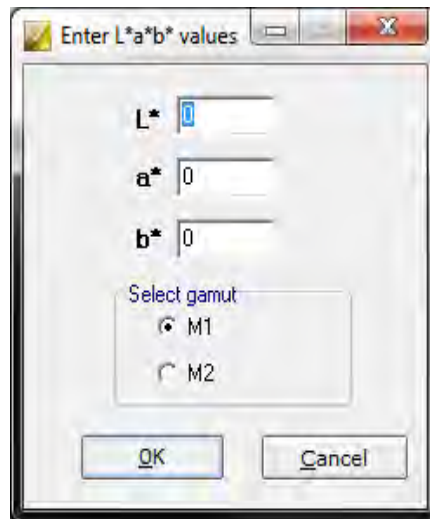 Enter L*a*b* values
L* 0
a* 0
b* 0
Select gamut
M1
M2
OK
Cancel